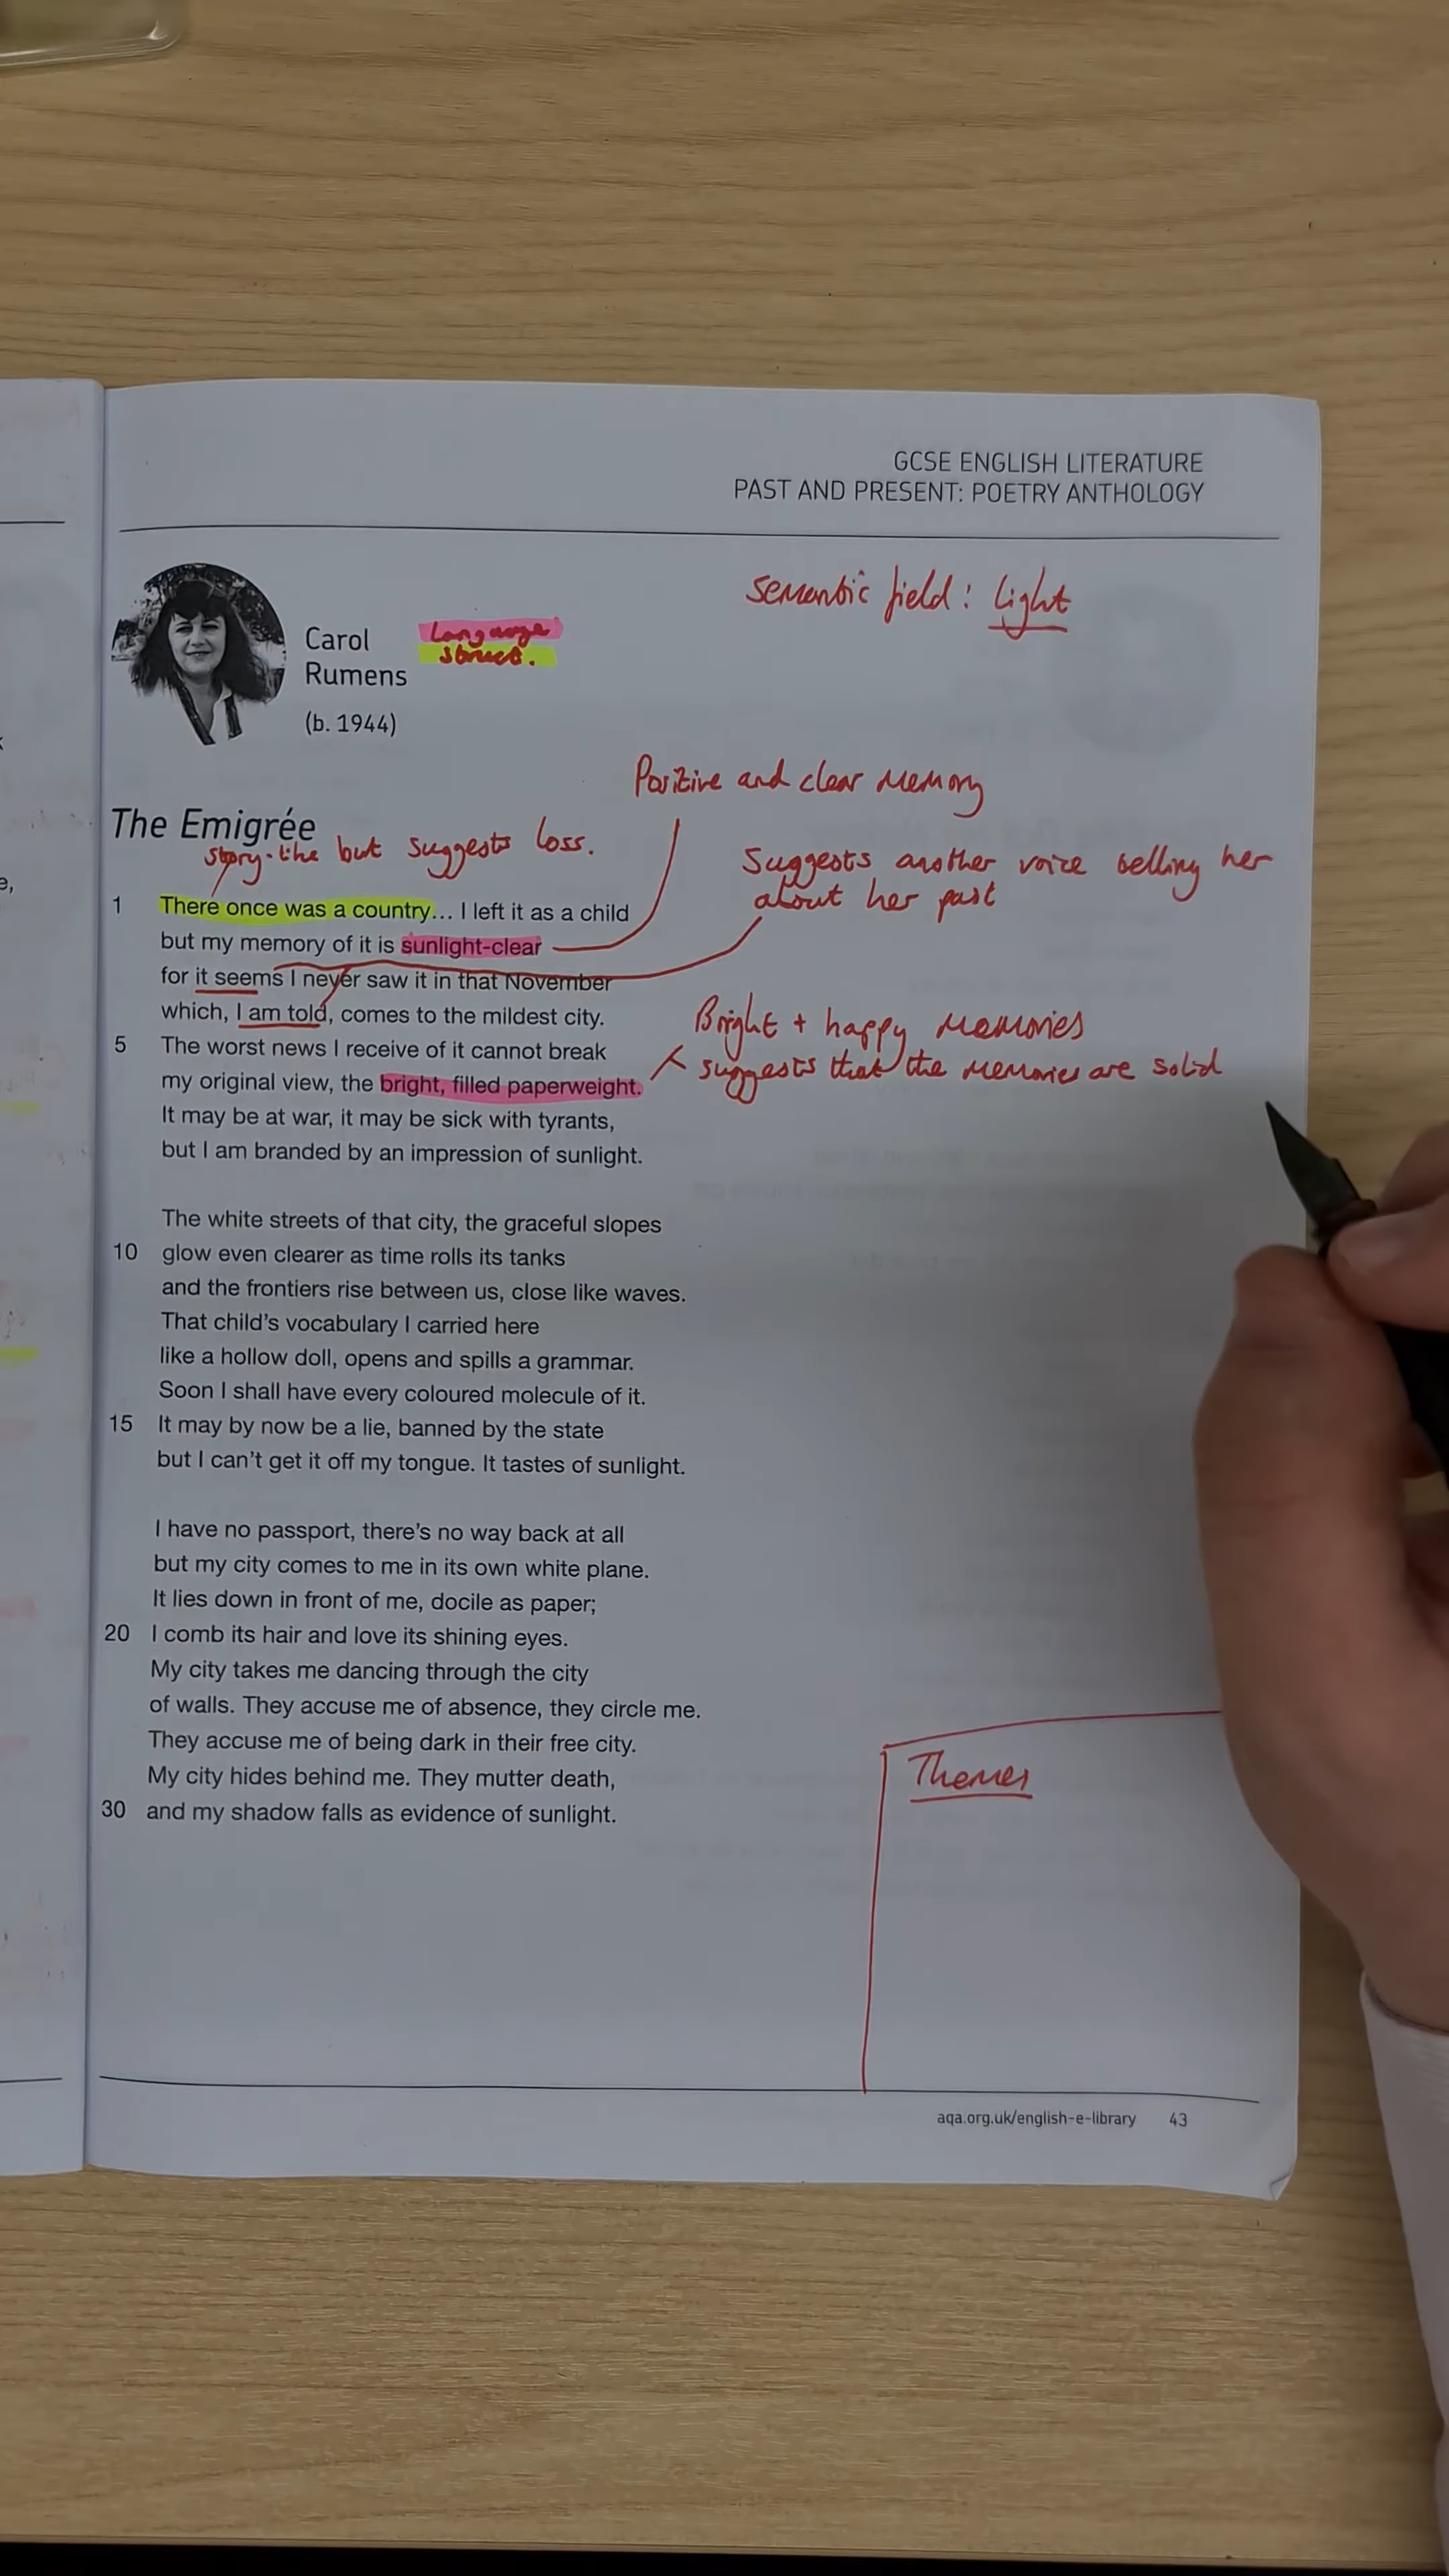 GCSE ENGLISH LITERATURE
PAST AND PRESENT: POETRY ANTHOLOGY
Semantic field: Light
Carol
Rumens
(b. 1944)
Language
Struct.
Positive and clear memory
The Emigrée
Story-like but suggests loss.
Suggests another voice telling her
about her past
1 There once was a country... I left it as a child
but my memory of it is sunlight-clear
for it seems I never saw it in that November
which, I am told, comes to the mildest city.
Bright + happy memories
suggests that the memories are solid
5 The worst news I receive of it cannot break
my original view, the bright, filled paperweight.
It may be at war, it may be sick with tyrants,
but I am branded by an impression of sunlight.
The white streets of that city, the graceful slopes
10 glow even clearer as time rolls its tanks
and the frontiers rise between us, close like waves.
That child's vocabulary I carried here
like a hollow doll, opens and spills a grammar.
Soon I shall have every coloured molecule of it.
15 It may by now be a lie, banned by the state
but I can't get it off my tongue. It tastes of sunlight.
I have no passport, there's no way back at all
but my city comes to me in its own white plane.
It lies down in front of me, docile as paper;
20 I comb its hair and love its shining eyes.
My city takes me dancing through the city
of walls. They accuse me of absence, they circle me.
They accuse me of being dark in their free city.
My city hides behind me. They mutter death,
30 and my shadow falls as evidence of sunlight.
Themes
aqa.org.uk/english-e-library 43